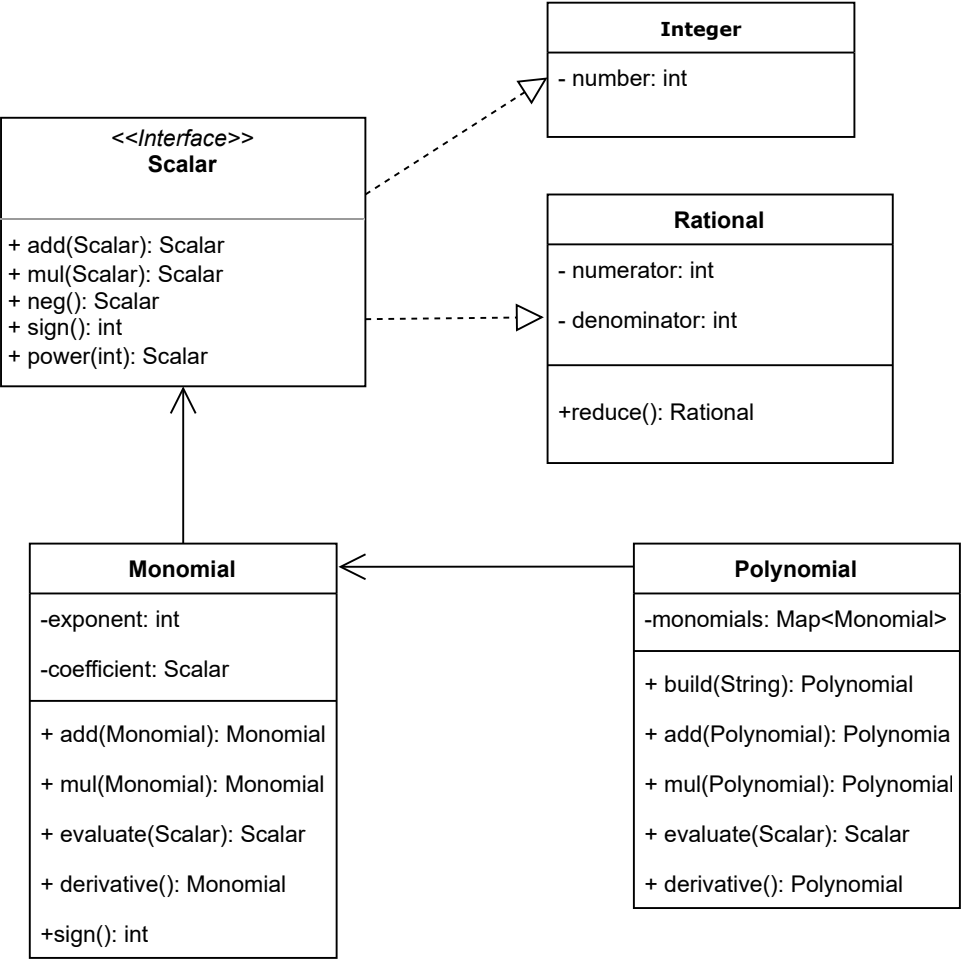 Integer
- number: int
<<Interface>>
Scalar
+ add(Scalar): Scalar
+ mul(Scalar): Scalar
+ neg(): Scalar
+ sign(): int
+ power(int): Scalar
Rational
- numerator: int
- denominator: int
+reduce(): Rational
Monomial
-exponent: int
-coefficient: Scalar
+ add(Monomial): Monomial
+ mul(Monomial): Monomial
+ evaluate(Scalar): Scalar
+ derivative(): Monomial
+sign(): int
Polynomial
-monomials: Map<Monomial>
+ build(String): Polynomial
+ add(Polynomial): Polynomia
+ mul(Polynomial): Polynomial
+ evaluate(Scalar): Scalar
+ derivative(): Polynomial